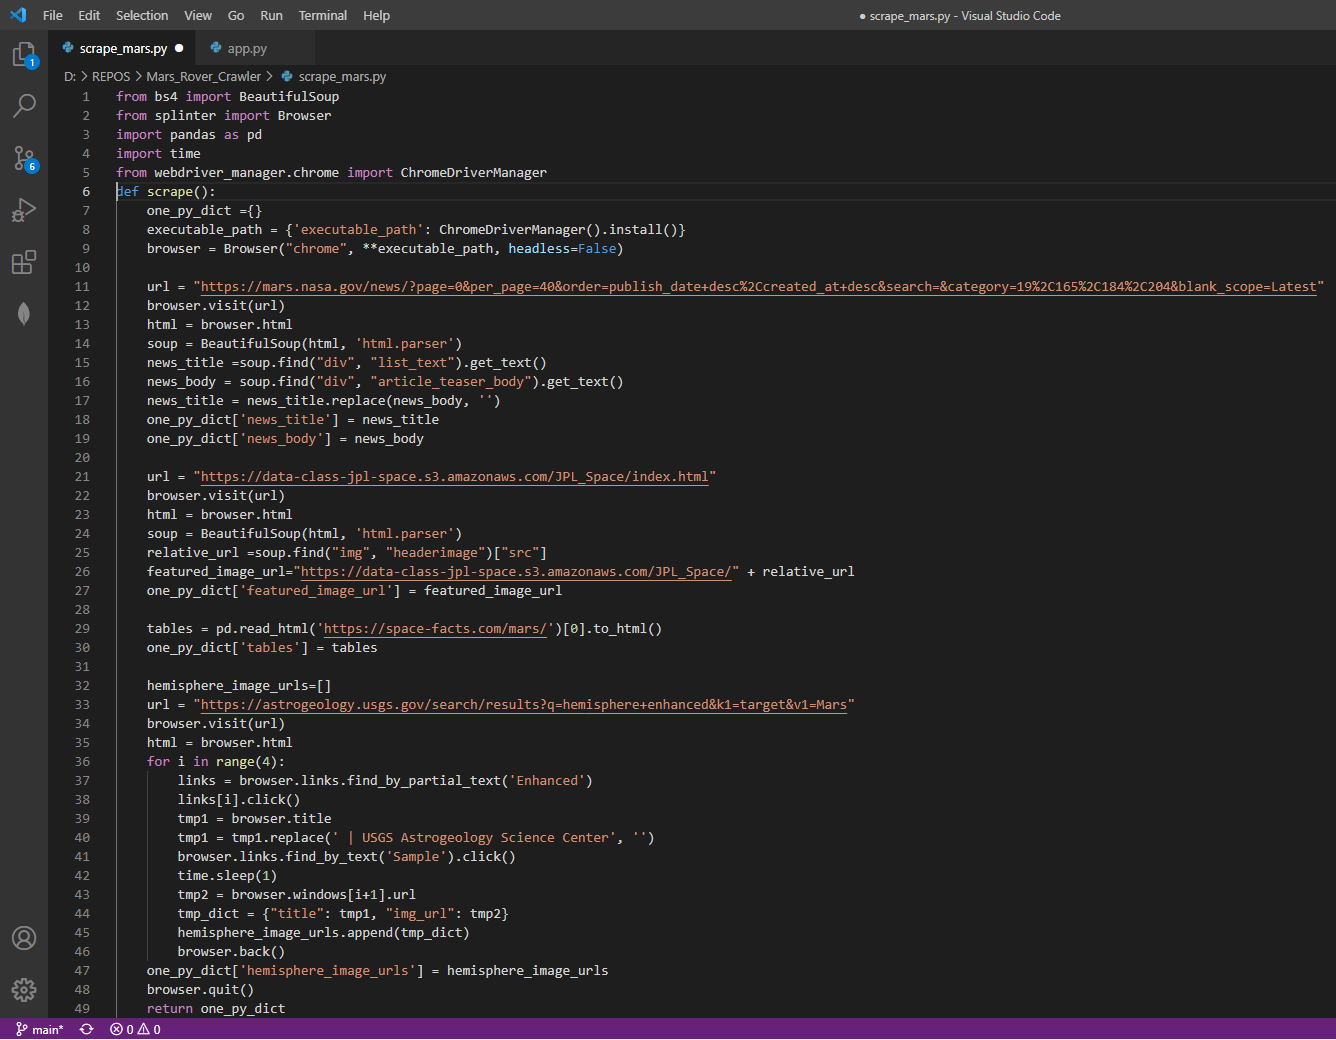 File Edit Selection View Go Run Terminal Help ● scrape_mars.py - Visual Studio Code
scrape_mars.py ● app.py
D: > REPOS > Mars_Rover_Crawler > scrape_mars.py
1 from bs4 import BeautifulSoup
2 from splinter import Browser
3 import pandas as pd
4 import time
5 from webdriver_manager.chrome import ChromeDriverManager
6 def scrape():
7     one_py_dict ={}
8     executable_path = {'executable_path': ChromeDriverManager().install()}
9     browser = Browser("chrome", **executable_path, headless=False)
10
11     url = "https://mars.nasa.gov/news/?page=0&per_page=40&order=publish_date+desc%2Ccreated_at+desc&search=&category=19%2C165%2C184%2C204&blank_scope=Latest"
12     browser.visit(url)
13     html = browser.html
14     soup = BeautifulSoup(html, 'html.parser')
15     news_title =soup.find("div", "list_text").get_text()
16     news_body = soup.find("div", "article_teaser_body").get_text()
17     news_title = news_title.replace(news_body, '')
18     one_py_dict['news_title'] = news_title
19     one_py_dict['news_body'] = news_body
20
21     url = "https://data-class-jpl-space.s3.amazonaws.com/JPL_Space/index.html"
22     browser.visit(url)
23     html = browser.html
24     soup = BeautifulSoup(html, 'html.parser')
25     relative_url =soup.find("img", "headerimage")["src"]
26     featured_image_url="https://data-class-jpl-space.s3.amazonaws.com/JPL_Space/" + relative_url
27     one_py_dict['featured_image_url'] = featured_image_url
28
29     tables = pd.read_html('https://space-facts.com/mars/')[0].to_html()
30     one_py_dict['tables'] = tables
31
32     hemisphere_image_urls=[]
33     url = "https://astrogeology.usgs.gov/search/results?q=hemisphere+enhanced&k1=target&v1=Mars"
34     browser.visit(url)
35     html = browser.html
36     for i in range(4):
37         links = browser.links.find_by_partial_text('Enhanced')
38         links[i].click()
39         tmp1 = browser.title
40         tmp1 = tmp1.replace(' | USGS Astrogeology Science Center', '')
41         browser.links.find_by_text('Sample').click()
42         time.sleep(1)
43         tmp2 = browser.windows[i+1].url
44         tmp_dict = {"title": tmp1, "img_url": tmp2}
45         hemisphere_image_urls.append(tmp_dict)
46         browser.back()
47     one_py_dict['hemisphere_image_urls'] = hemisphere_image_urls
48     browser.quit()
49     return one_py_dict
1
6
main* 0 0